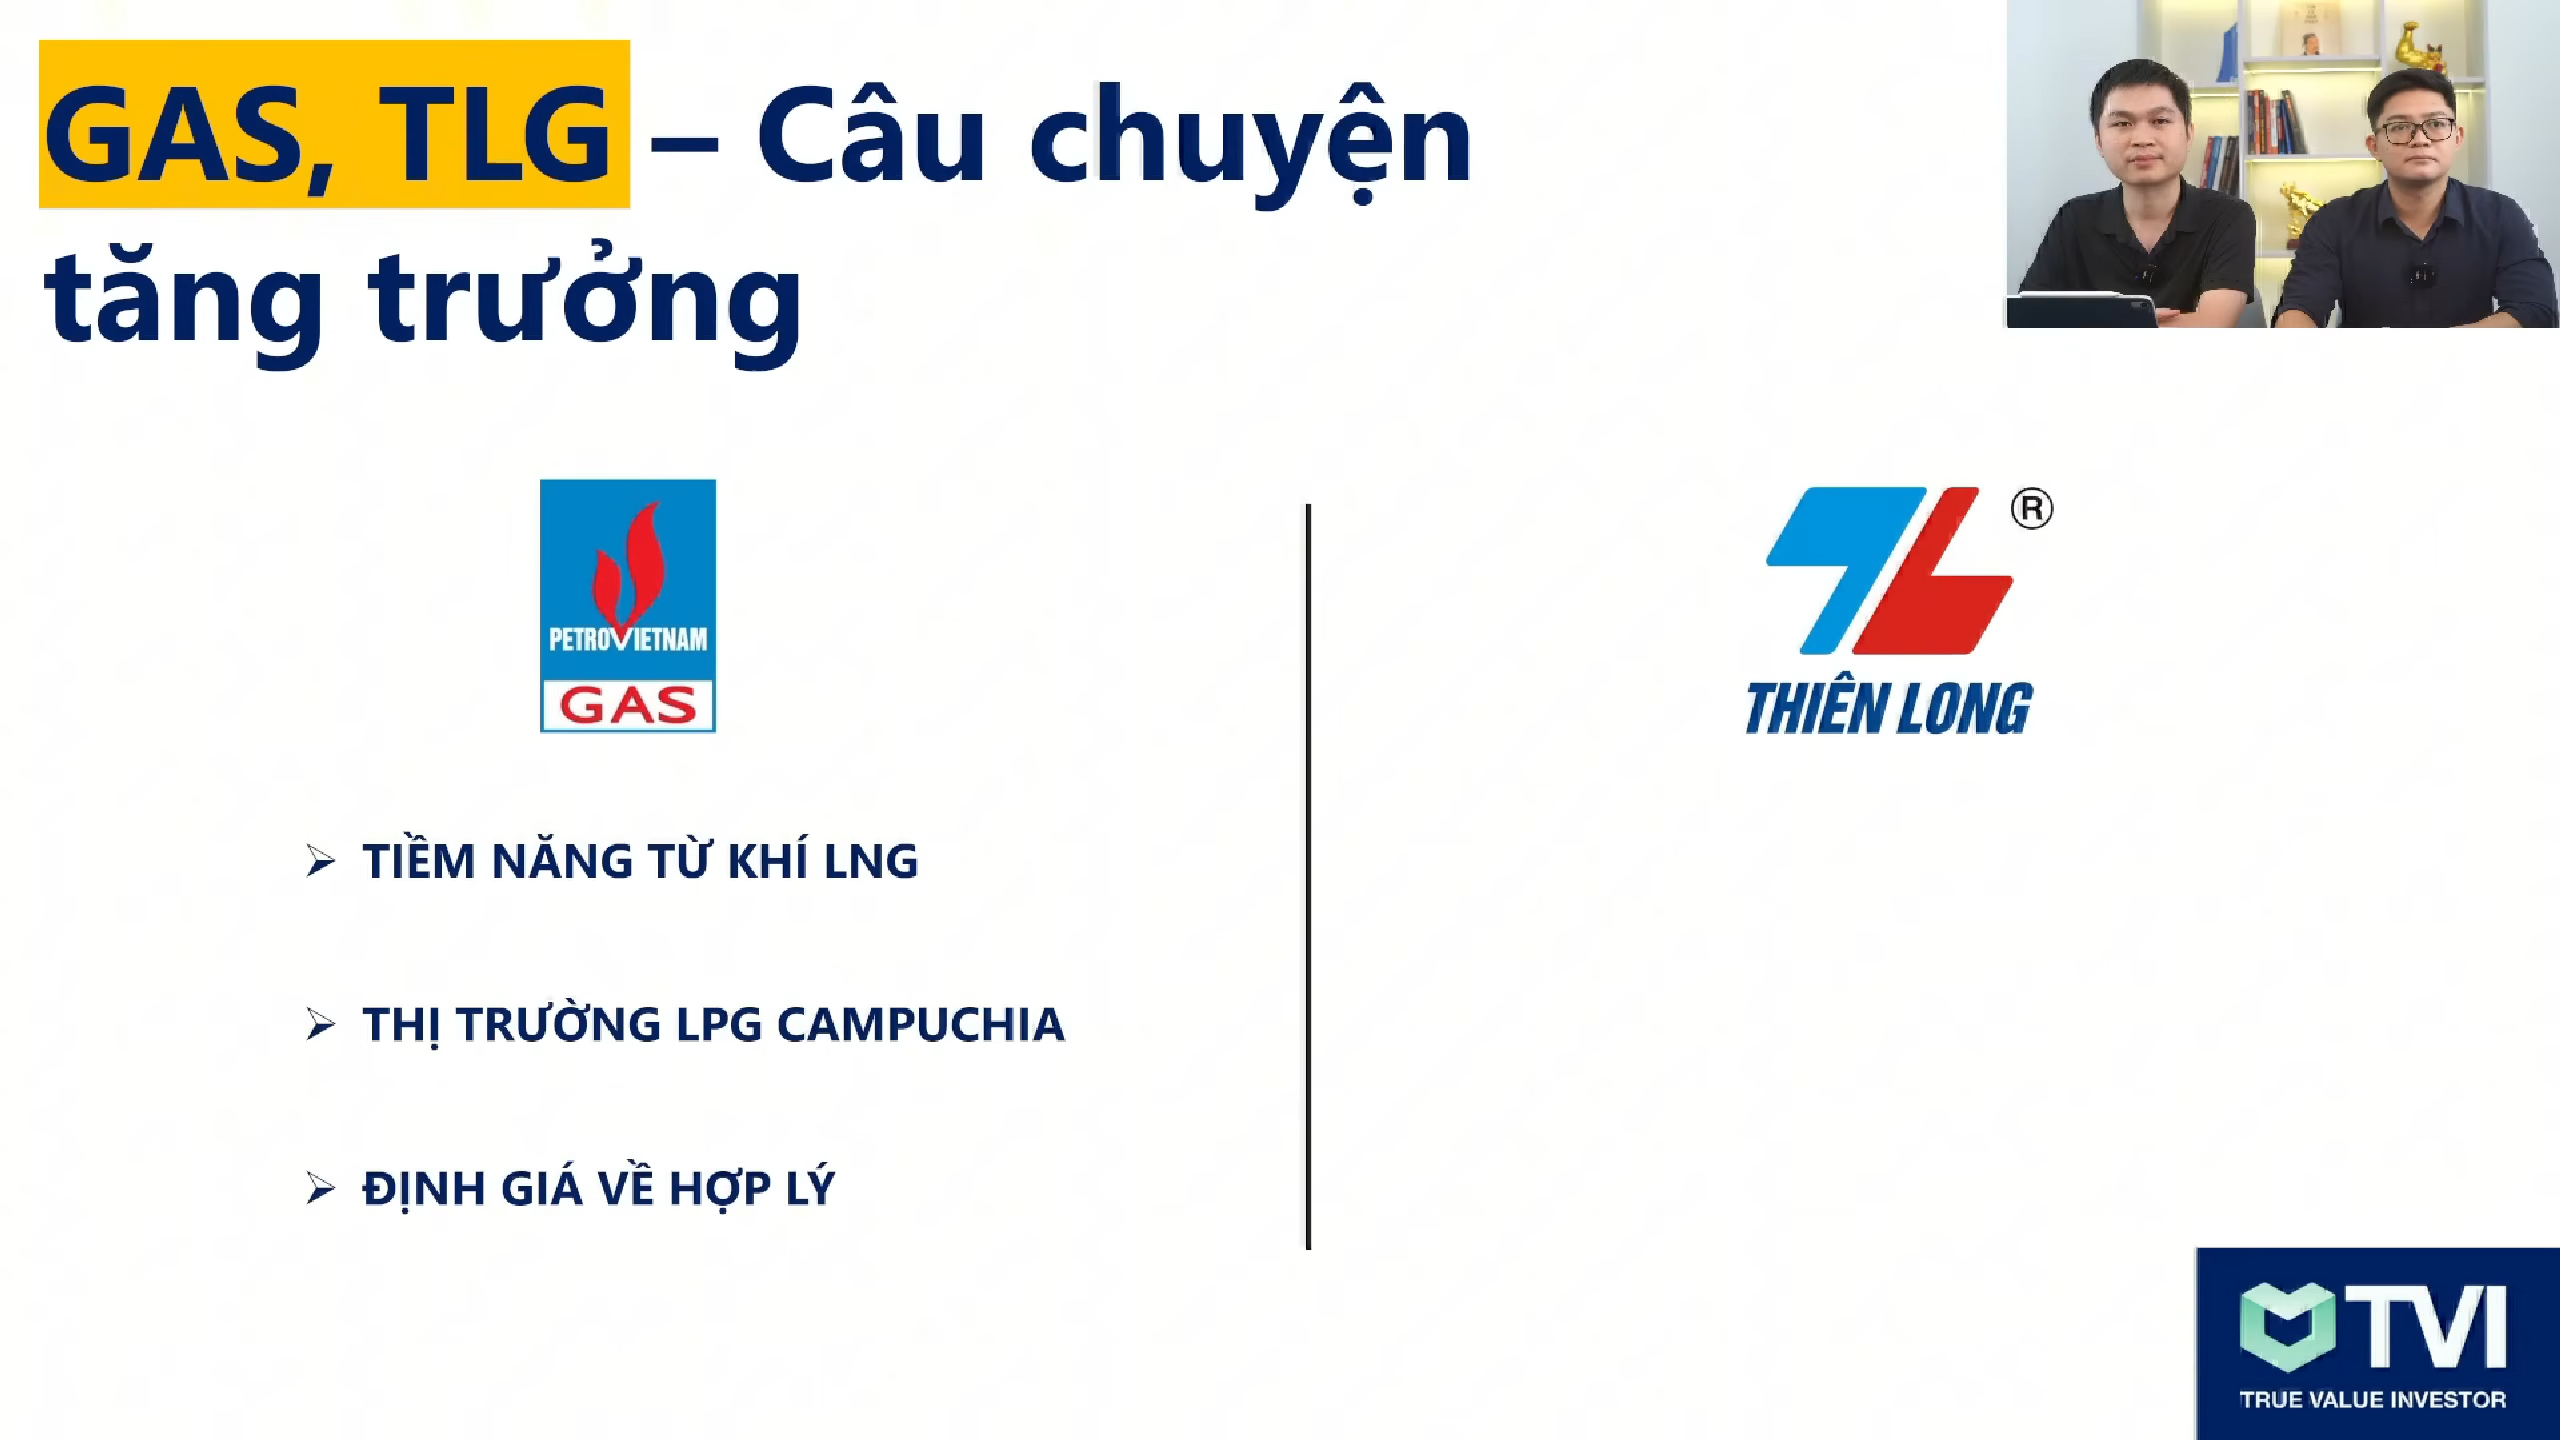 GAS, TLG – Câu chuyện
tăng trưởng
PETROVIETNAM
GAS
®
THIÊN LONG
TIỀM NĂNG TỪ KHÍ LNG
THỊ TRƯỜNG LPG CAMPUCHIA
ĐỊNH GIÁ VỀ HỢP LÝ
TVI
TRUE VALUE INVESTOR